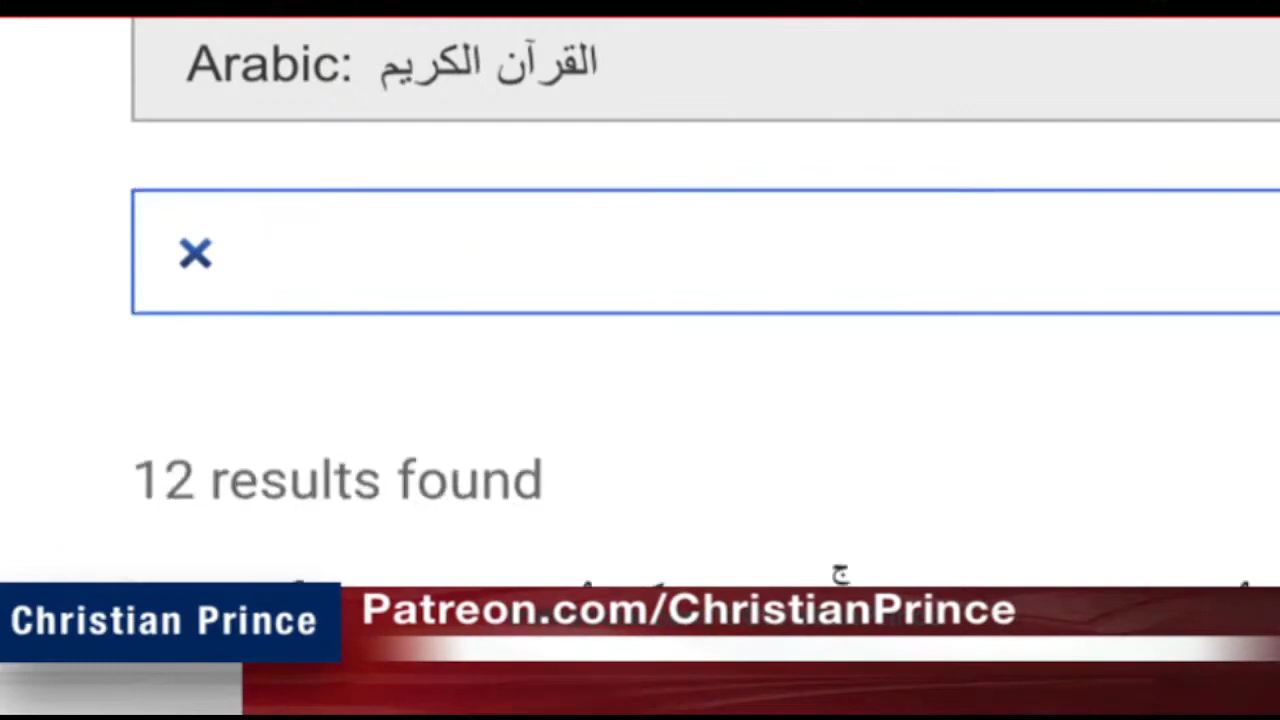 Arabic: القرآن الكريم
12 results found
Christian Prince
Patreon.com/ChristianPrince